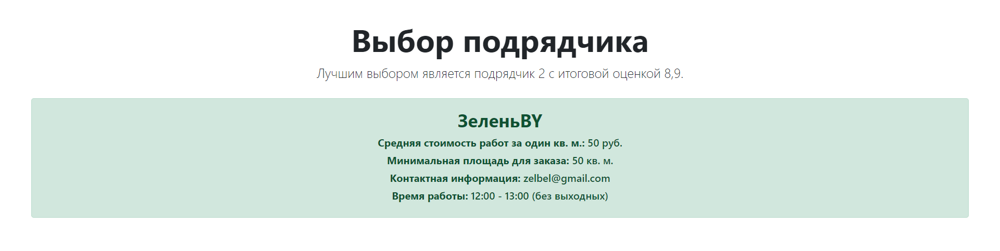 Выбор подрядчика
Лучшим выбором является подрядчик 2 с итоговой оценкой 8,9.
ЗеленьBY
Средняя стоимость работ за один кв. м.: 50 руб.
Минимальная площадь для заказа: 50 кв. м.
Контактная информация: zelbel@gmail.com
Время работы: 12:00 - 13:00 (без выходных)